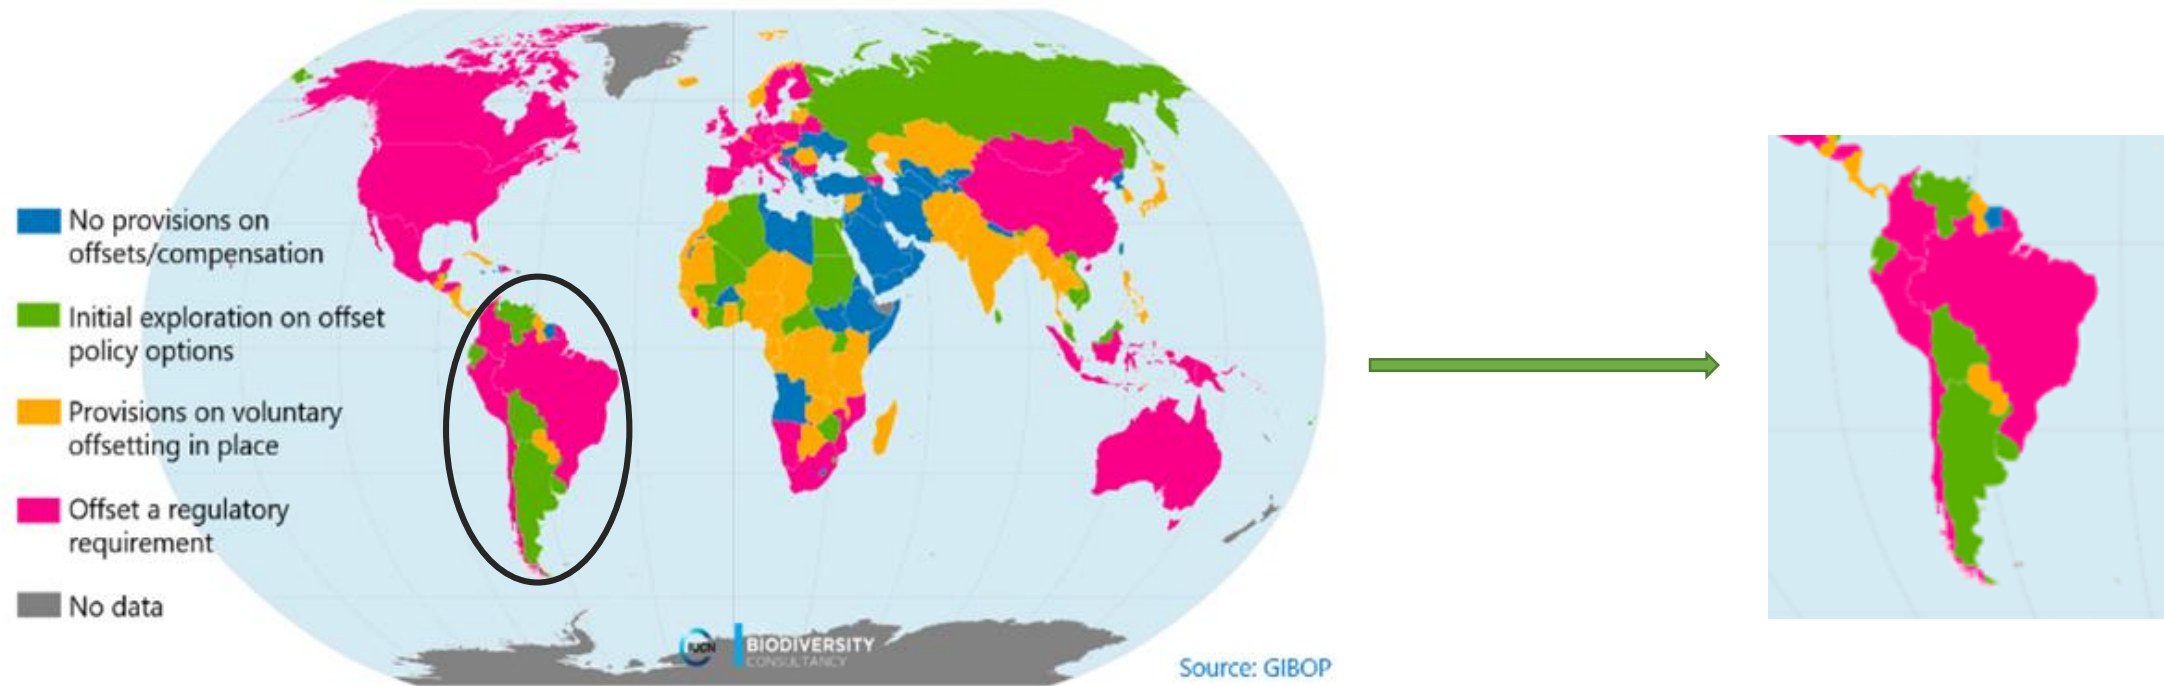 No provisions on
offsets/compensation
Initial exploration on offset
policy options
Provisions on voluntary
offsetting in place
Offset a regulatory
requirement
No data
IUCN
BIODIVERSITY
CONSULTANCY
Source: GIBOP